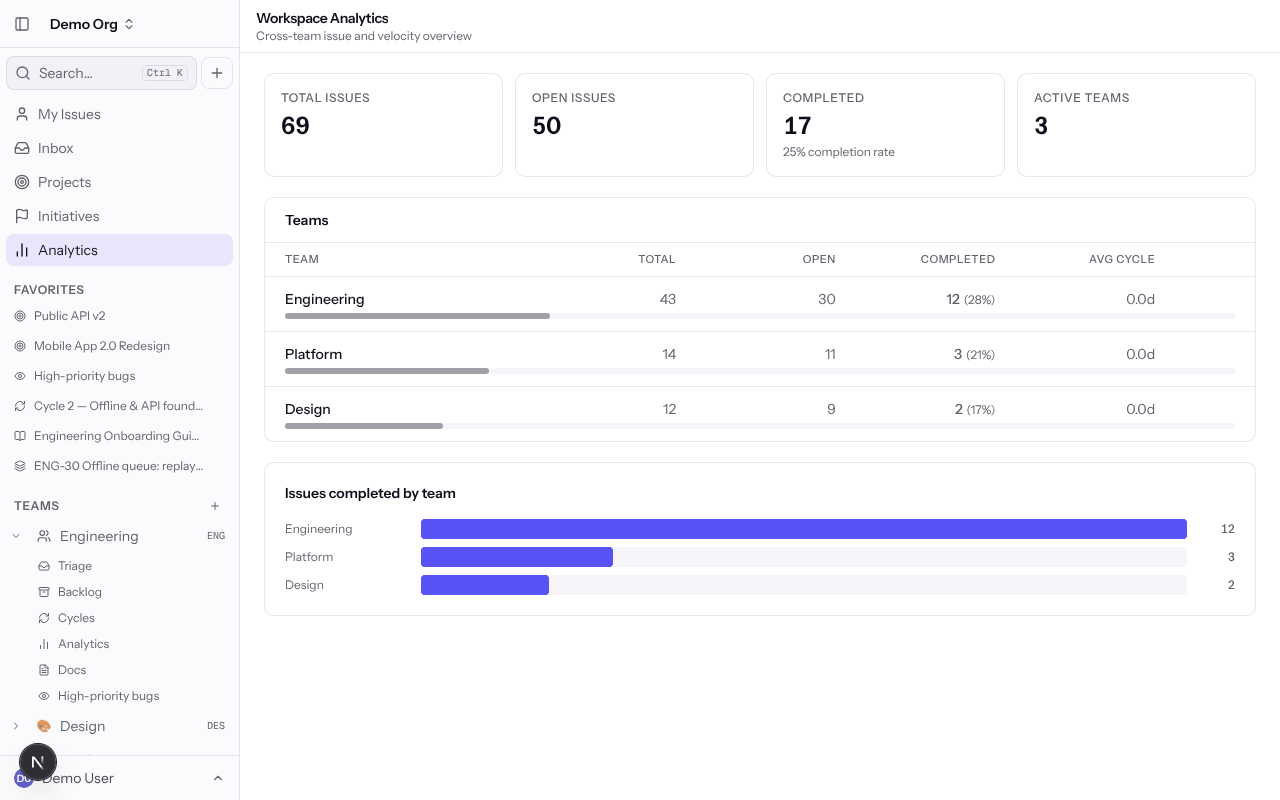 Demo Org
Search...
Ctrl K
My Issues
Inbox
Projects
Initiatives
Analytics
FAVORITES
Public API v2
Mobile App 2.0 Redesign
High-priority bugs
Cycle 2 — Offline & API found...
Engineering Onboarding Gui...
ENG-30 Offline queue: replay...
TEAMS
Engineering ENG
Triage
Backlog
Cycles
Analytics
Docs
High-priority bugs
Design DES
Demo User
Workspace Analytics
Cross-team issue and velocity overview
TOTAL ISSUES
69
OPEN ISSUES
50
COMPLETED
17
25% completion rate
ACTIVE TEAMS
3
Teams
TEAM TOTAL OPEN COMPLETED AVG CYCLE
Engineering 43 30 12 (28%) 0.0d
Platform 14 11 3 (21%) 0.0d
Design 12 9 2 (17%) 0.0d
Issues completed by team
Engineering 12
Platform 3
Design 2